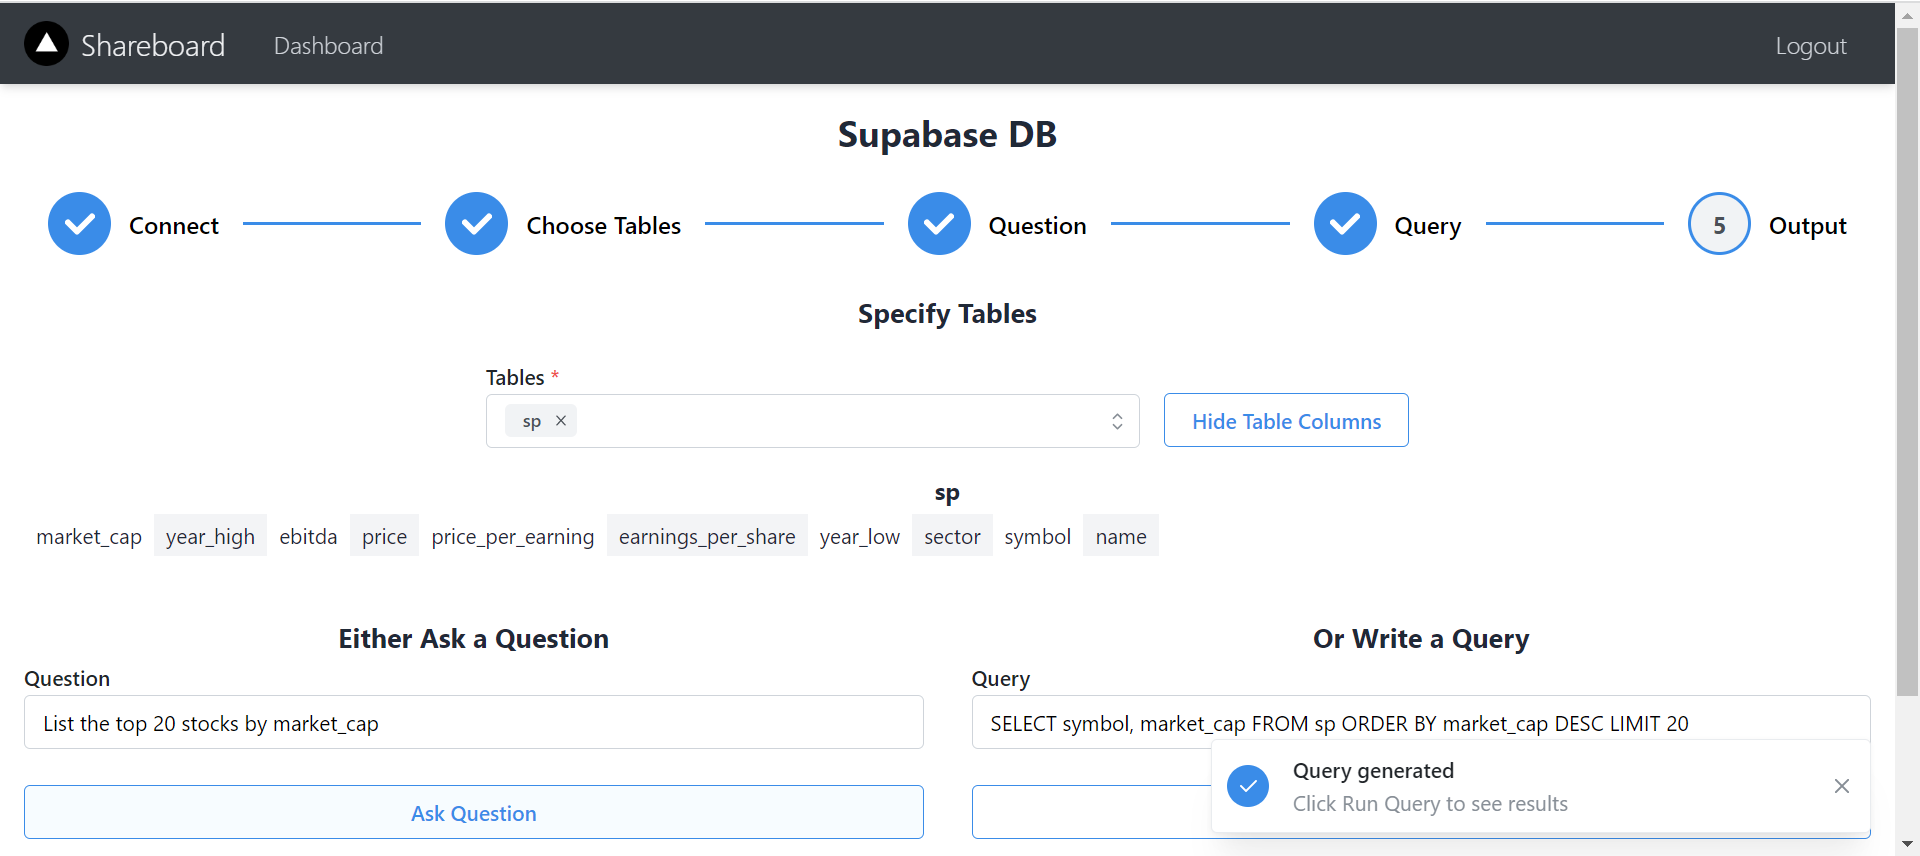 Shareboard Dashboard Logout
Supabase DB
Connect Choose Tables Question Query 5 Output
Specify Tables
Tables *
sp × Hide Table Columns
sp
market_cap year_high ebitda price price_per_earning earnings_per_share year_low sector symbol name
Either Ask a Question
Question
List the top 20 stocks by market_cap
Ask Question
Or Write a Query
Query
SELECT symbol, market_cap FROM sp ORDER BY market_cap DESC LIMIT 20
Query generated
Click Run Query to see results